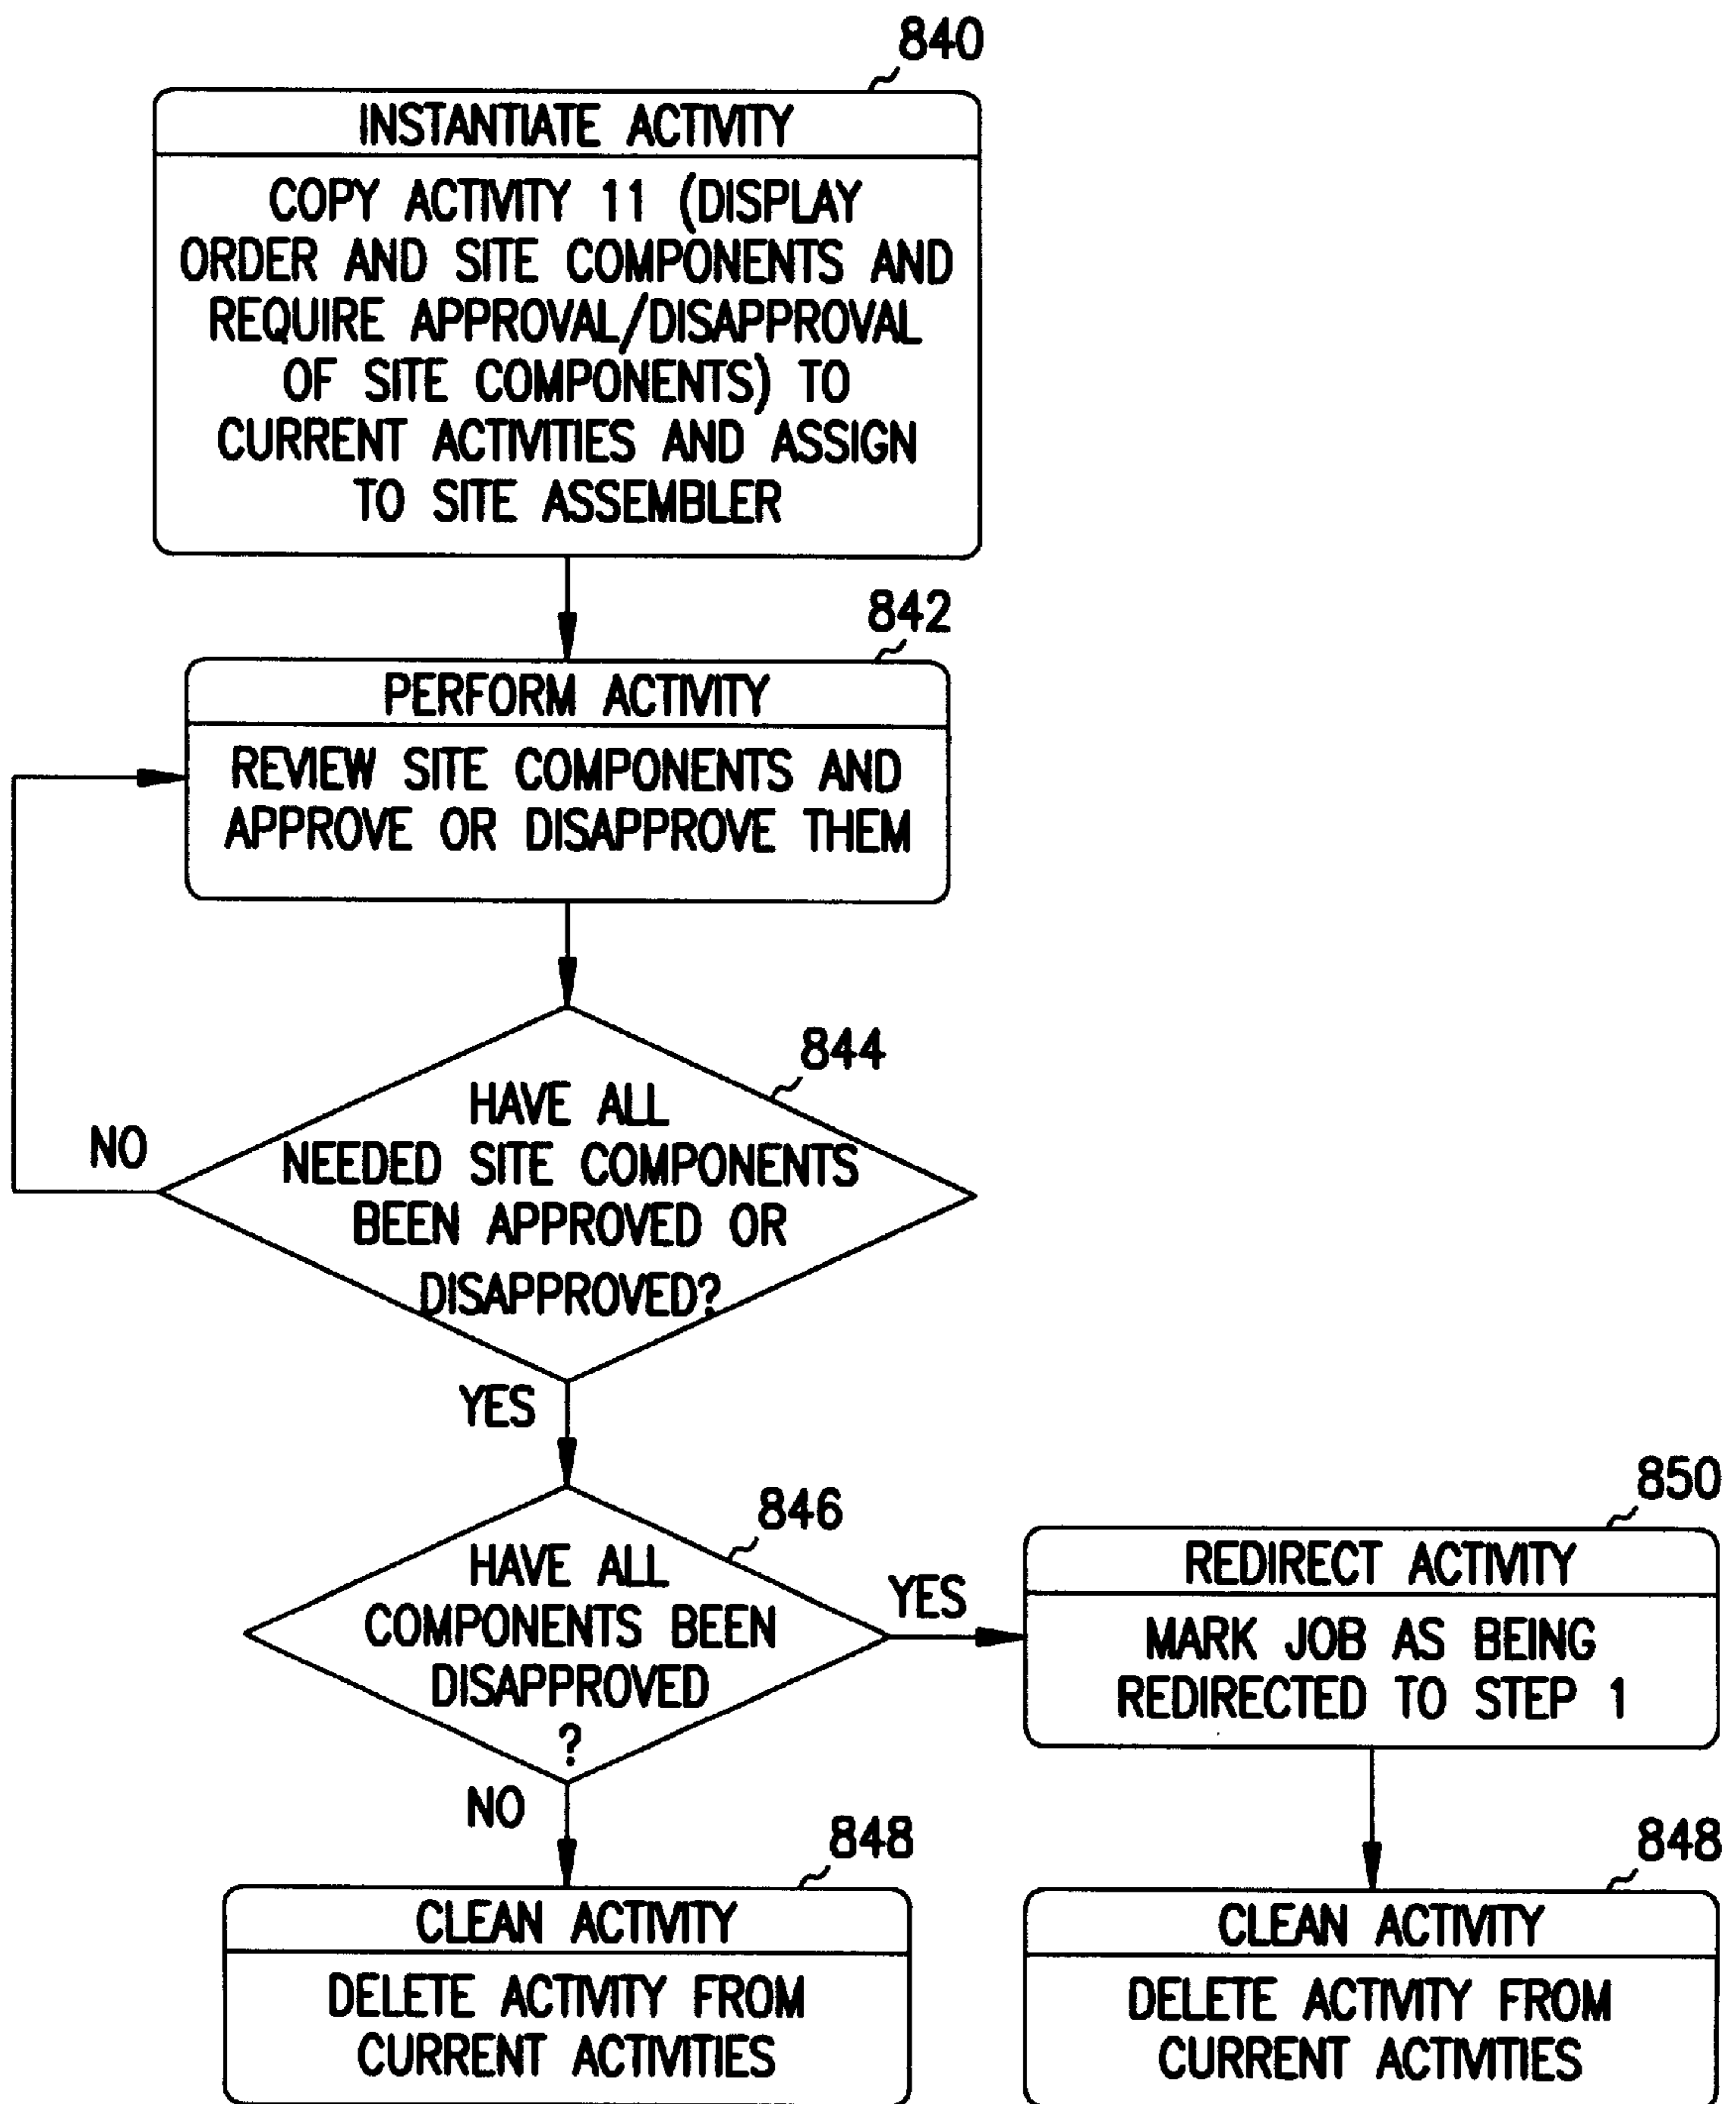 840
INSTANTIATE ACTIVITY
COPY ACTIVITY 11 (DISPLAY
ORDER AND SITE COMPONENTS AND
REQUIRE APPROVAL/DISAPPROVAL
OF SITE COMPONENTS) TO
CURRENT ACTIVITIES AND ASSIGN
TO SITE ASSEMBLER
842
PERFORM ACTIVITY
REVIEW SITE COMPONENTS AND
APPROVE OR DISAPPROVE THEM
844
HAVE ALL
NEEDED SITE COMPONENTS
BEEN APPROVED OR
DISAPPROVED?
NO
YES
846
HAVE ALL
COMPONENTS BEEN
DISAPPROVED
?
YES
850
REDIRECT ACTIVITY
MARK JOB AS BEING
REDIRECTED TO STEP 1
NO
848
CLEAN ACTIVITY
DELETE ACTIVITY FROM
CURRENT ACTIVITIES
848
CLEAN ACTIVITY
DELETE ACTIVITY FROM
CURRENT ACTIVITIES